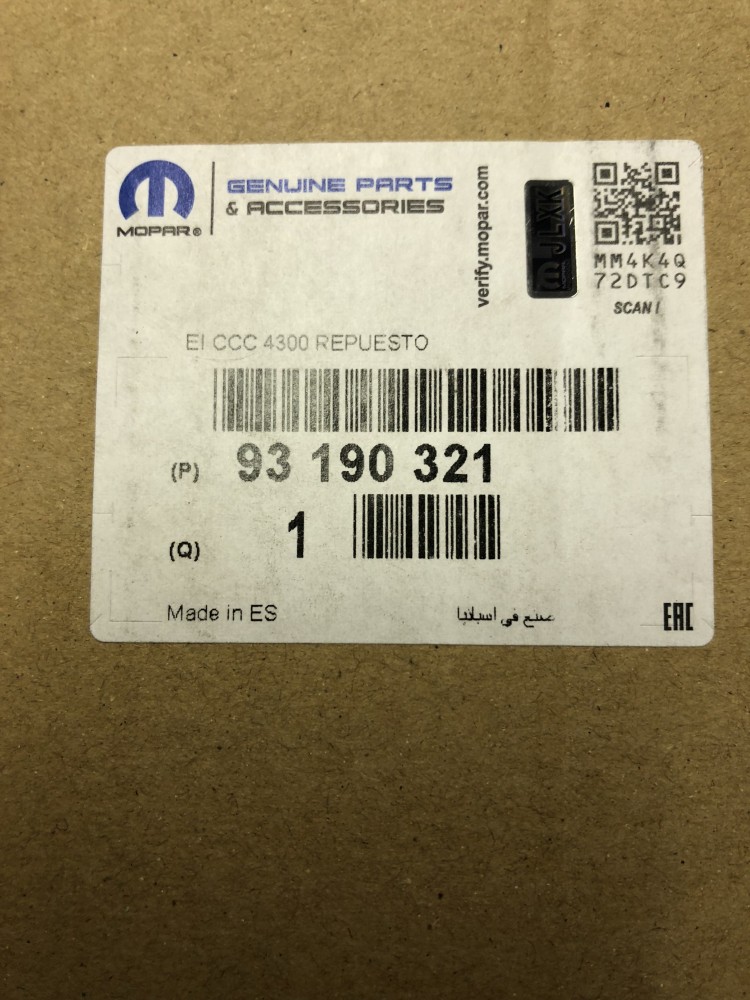 MOPAR®
GENUINE PARTS
& ACCESSORIES
verify.mopar.com
JLXK
MM4K4Q
72DTC9
SCAN!
EI CCC 4300 REPUESTO
(P) 93 190 321
(Q) 1
Made in ES
صنع في اسبانيا
EAC